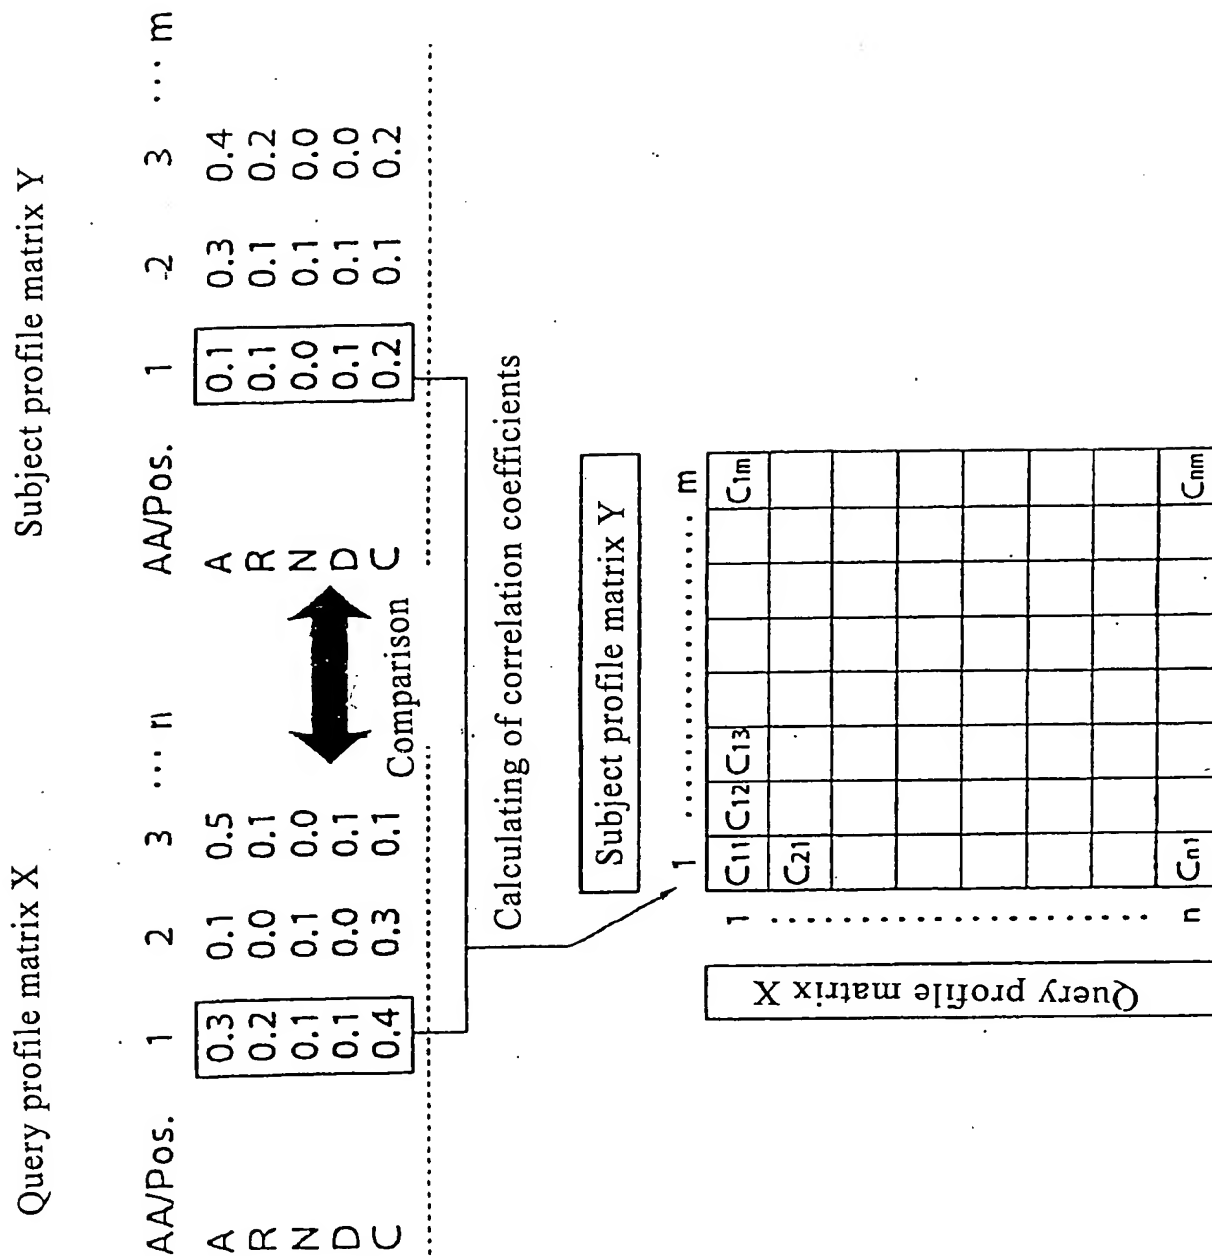 Query profile matrix X
AA/Pos. 1 2 3 ... n
A 0.3 0.1 0.5
R 0.2 0.0 0.1
N 0.1 0.1 0.0
D 0.1 0.0 0.1
C 0.4 0.3 0.1
Comparison
Subject profile matrix Y
AA/Pos. 1 2 3 ... m
A 0.1 0.3 0.4
R 0.1 0.1 0.2
N 0.0 0.1 0.0
D 0.1 0.1 0.0
C 0.2 0.1 0.2
Calculating of correlation coefficients
Subject profile matrix Y
1 .................. m
Query profile matrix X
1 C11 C12 C13 C1m
C21
n Cn1 Cnm